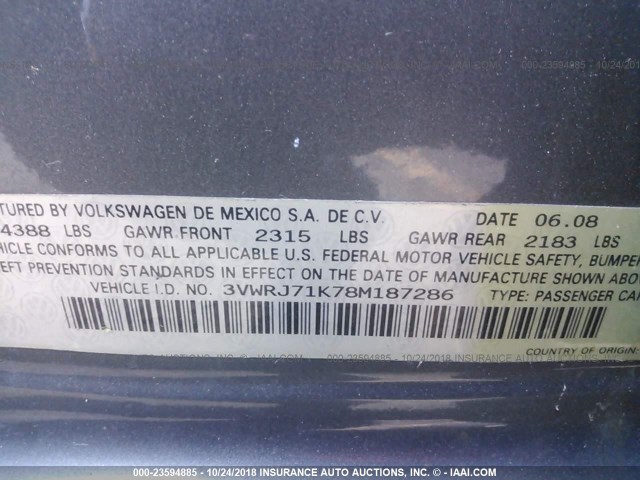 TURED BY VOLKSWAGEN DE MEXICO S.A. DE C.V. DATE 06.08
4388 LBS GAWR FRONT 2315 LBS GAWR REAR 2183 LBS
HICLE CONFORMS TO ALL APPLICABLE U.S. FEDERAL MOTOR VEHICLE SAFETY, BUMPER
EFT PREVENTION STANDARDS IN EFFECT ON THE DATE OF MANUFACTURE SHOWN ABOV
VEHICLE I.D. NO. 3VWRJ71K78M187286 TYPE: PASSENGER CA
COUNTRY OF ORIGIN
000-23594885 - 10/24/2018 INSURANCE AUTO AUCTIONS, INC. - © IAAI.COM